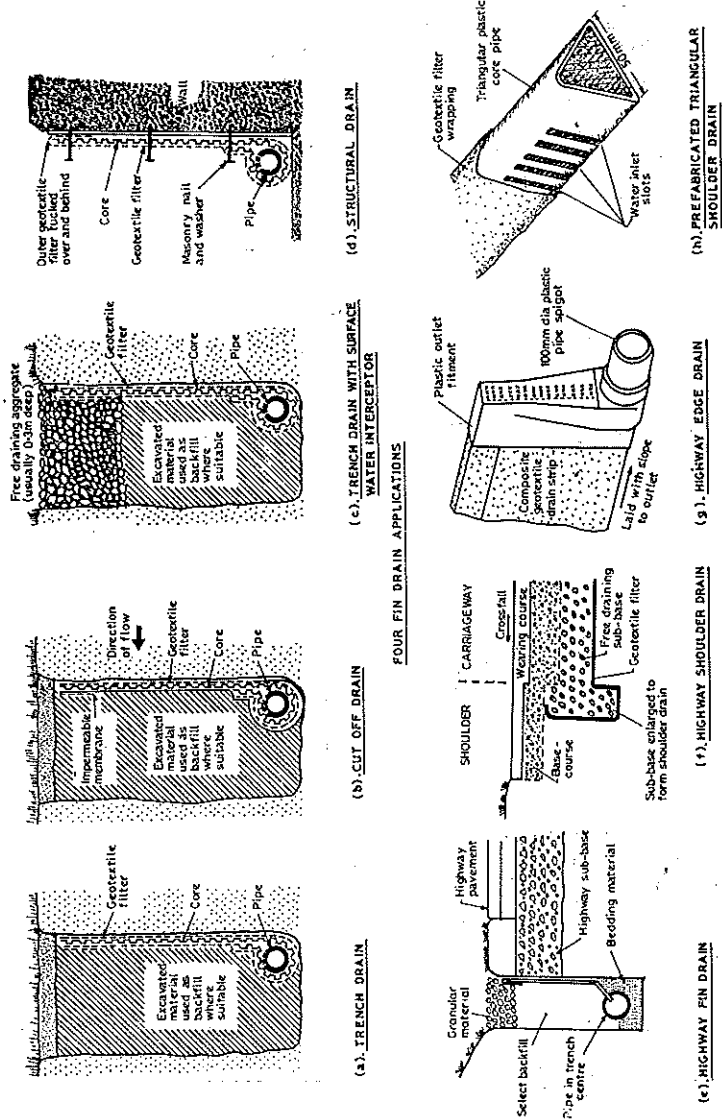 Geotextile
filter
Core
Pipe
Excavated
material
used as
backfill
where
suitable
(a). TRENCH DRAIN
Impermeable
membrane
Direction
of flow
Geotextile
filter
Core
Pipe
Excavated
material
used as
backfill
where
suitable
(b). CUT OFF DRAIN
Free draining aggregate
(usually 0·3m deep)
Geotextile
filter
Core
Pipe
Excavated
material
used as
backfill
where
suitable
(c). TRENCH DRAIN WITH SURFACE
WATER INTERCEPTOR
Outer geotextile
filter tucked
over and behind
Core
Geotextile filter
Masonry nail
and washer
Pipe
Wall
(d). STRUCTURAL DRAIN
FOUR FIN DRAIN APPLICATIONS
Granular
material
Select backfill
Pipe in trench
centre
Highway
pavement
Highway sub-base
Bedding material
(e). HIGHWAY FIN DRAIN
SHOULDER
CARRIAGEWAY
Crossfall
Wearing course
Base-
course
Free draining
sub-base
Geotextile filter
Sub-base enlarged to
form shoulder drain
(f). HIGHWAY SHOULDER DRAIN
Plastic outlet
fitment
Composite
geotextile
drain strip
Laid with slope
to outlet
100mm dia plastic
pipe spigot
(g). HIGHWAY EDGE DRAIN
Geotextile filter
wrapping
Triangular plastic
core pipe
50mm
Water inlet
slots
(h). PREFABRICATED TRIANGULAR
SHOULDER DRAIN